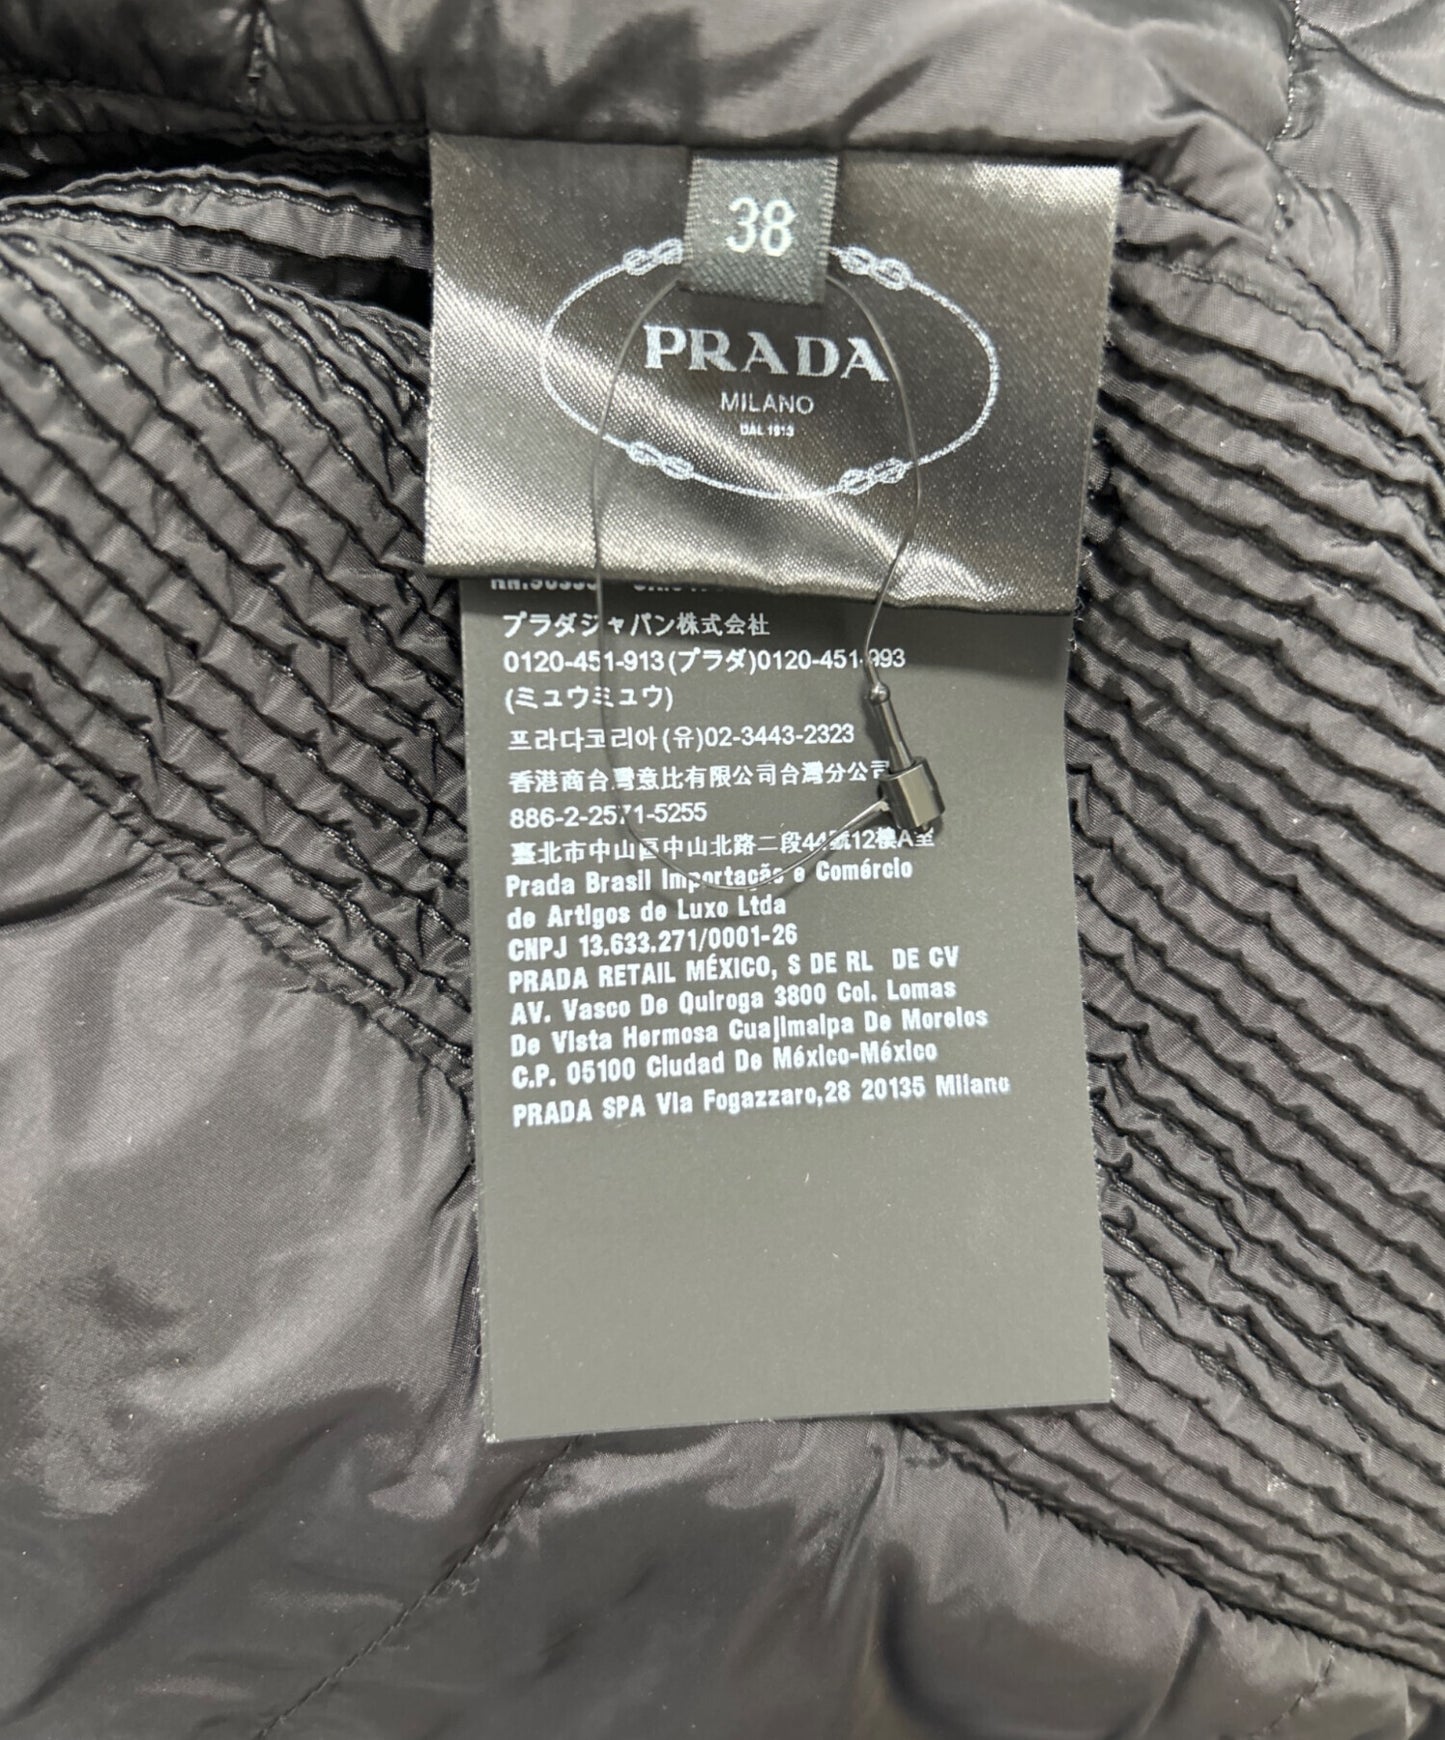 38
PRADA
MILANO
DAL 1913
プラダジャパン株式会社
0120-451-913(プラダ)0120-451-993
(ミュウミュウ)
프라다코리아(유)02-3443-2323
香港商台灣意比有限公司台灣分公司
886-2-2571-5255
臺北市中山區中山北路二段44號12樓A室
Prada Brasil Importação e Comércio
de Artigos de Luxo Ltda
CNPJ 13.633.271/0001-26
PRADA RETAIL MÉXICO, S DE RL DE CV
AV. Vasco De Quiroga 3800 Col. Lomas
De Vista Hermosa Cuajimalpa De Morelos
C.P. 05100 Ciudad De México-México
PRADA SPA Via Fogazzaro,28 20135 Milano